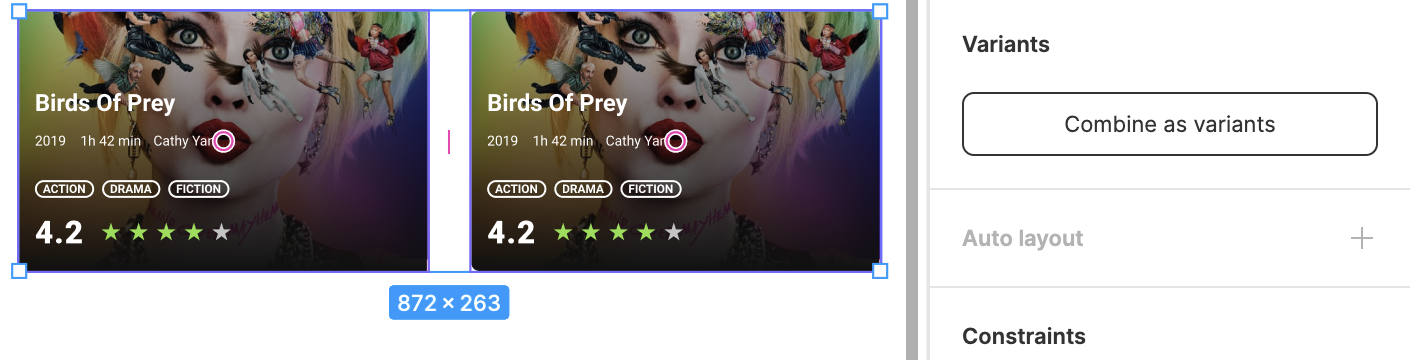 Birds Of Prey
2019 1h 42 min Cathy Yan
ACTION DRAMA FICTION
4.2
Birds Of Prey
2019 1h 42 min Cathy Yan
ACTION DRAMA FICTION
4.2
872 × 263
Variants
Combine as variants
Auto layout
Constraints